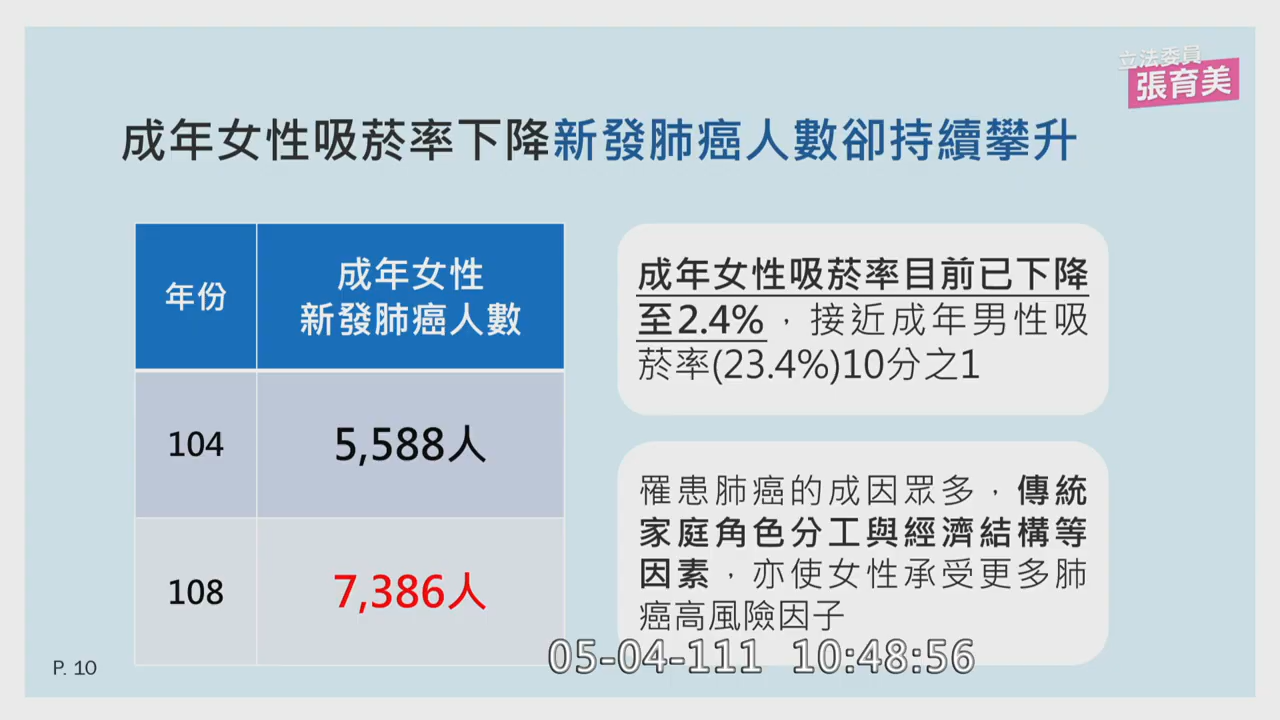 立法委員
張育美
成年女性吸菸率下降新發肺癌人數卻持續攀升
年份
成年女性
新發肺癌人數
104
5,588人
108
7,386人
成年女性吸菸率目前已下降
至2.4%，接近成年男性吸
菸率(23.4%)10分之1
罹患肺癌的成因眾多，傳統
家庭角色分工與經濟結構等
因素，亦使女性承受更多肺
癌高風險因子
P. 10
05-04-111 10:48:56